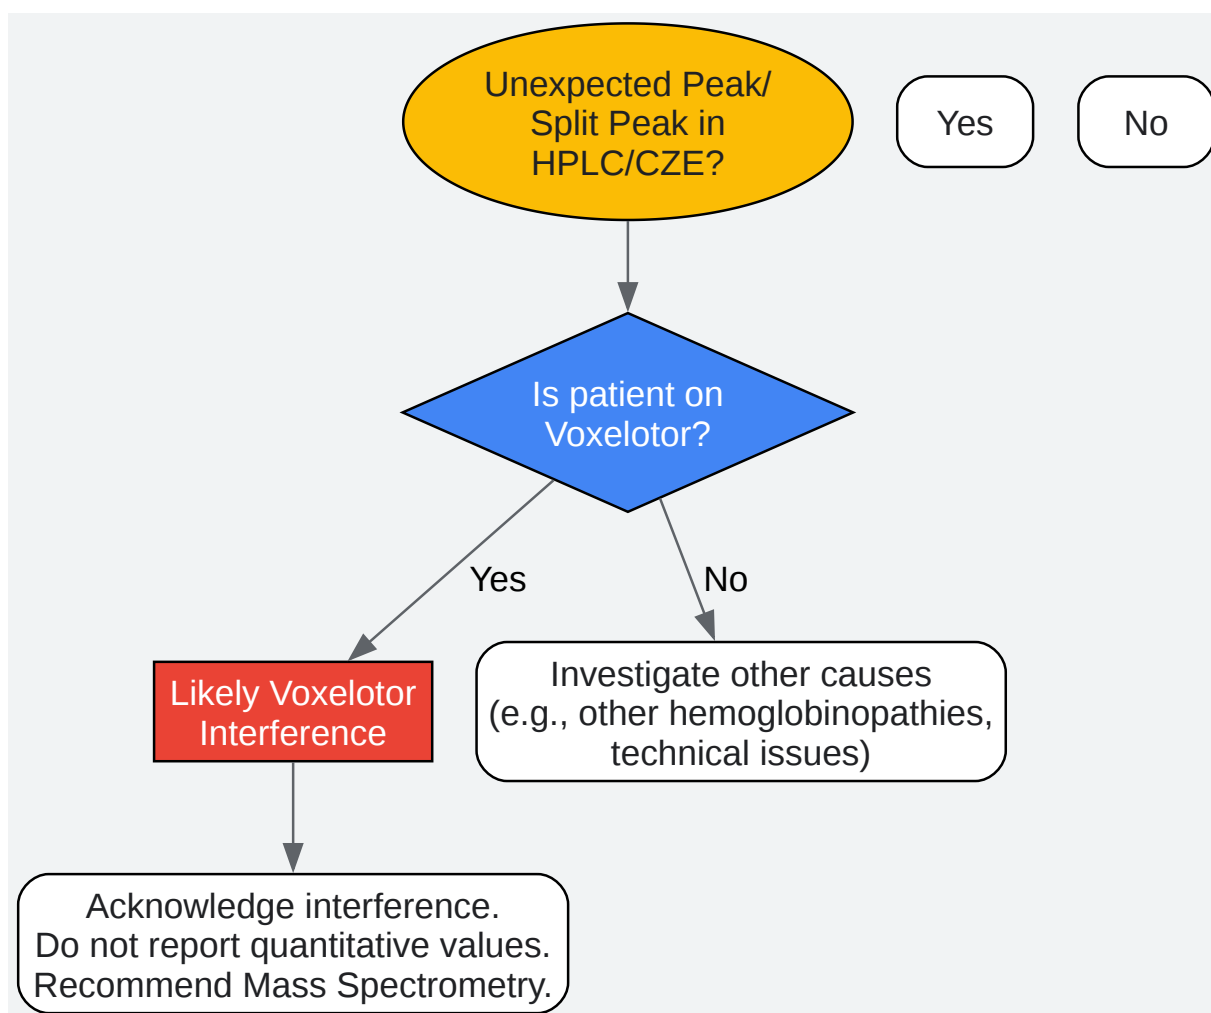 Unexpected Peak/
Split Peak in
HPLC/CZE?
Yes
No
Is patient on
Voxelotor?
Yes
No
Likely Voxelotor
Interference
Investigate other causes
(e.g., other hemoglobinopathies,
technical issues)
Acknowledge interference.
Do not report quantitative values.
Recommend Mass Spectrometry.